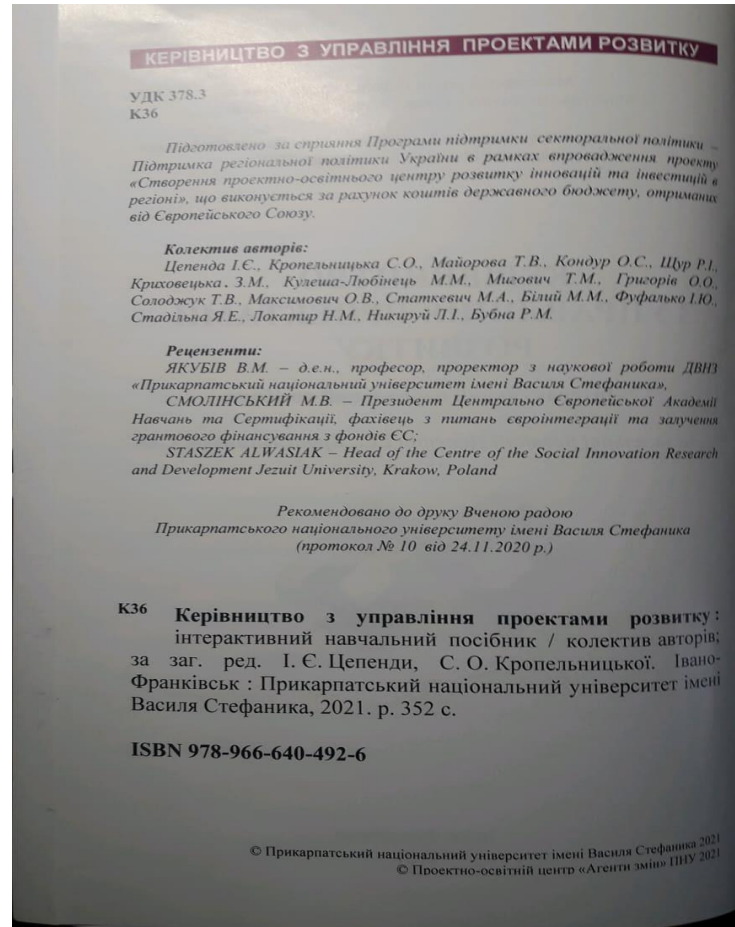 КЕРІВНИЦТВО З УПРАВЛІННЯ ПРОЕКТАМИ РОЗВИТКУ
УДК 378.3
К36
Підготовлено за сприяння Програми підтримки секторальної політики –
Підтримка регіональної політики України в рамках впровадження проекту
«Створення проектно-освітнього центру розвитку інновацій та інвестицій в
регіоні», що виконується за рахунок коштів державного бюджету, отриманих
від Європейського Союзу.
Колектив авторів:
Цепенда І.Є., Кропельницька С.О., Майорова Т.В., Кондур О.С., Щур Р.І.,
Криховецька З.М., Кулеша-Любінець М.М., Мигович Т.М., Григорів О.О.,
Солоджук Т.В., Максимович О.В., Статкевич М.А., Білий М.М., Фуфалько І.Ю.,
Стадільна Я.Е., Локатир Н.М., Никируй Л.І., Бубна Р.М.
Рецензенти:
ЯКУБІВ В.М. – д.е.н., професор, проректор з наукової роботи ДВНЗ
«Прикарпатський національний університет імені Василя Стефаника»,
СМОЛІНСЬКИЙ М.В. – Президент Центрально Європейської Академії
Навчань та Сертифікації, фахівець з питань євроінтеграції та залучення
грантового фінансування з фондів ЄС;
STASZEK ALWASIAK – Head of the Centre of the Social Innovation Research
and Development Jezuit University, Krakow, Poland
Рекомендовано до друку Вченою радою
Прикарпатського національного університету імені Василя Стефаника
(протокол № 10 від 24.11.2020 р.)
К36 Керівництво з управління проектами розвитку :
інтерактивний навчальний посібник / колектив авторів;
за заг. ред. І. Є. Цепенди, С. О. Кропельницької. Івано-
Франківськ : Прикарпатський національний університет імені
Василя Стефаника, 2021. р. 352 с.
ISBN 978-966-640-492-6
© Прикарпатський національний університет імені Василя Стефаника 2021
© Проектно-освітній центр «Агенти змін» ПНУ 2021